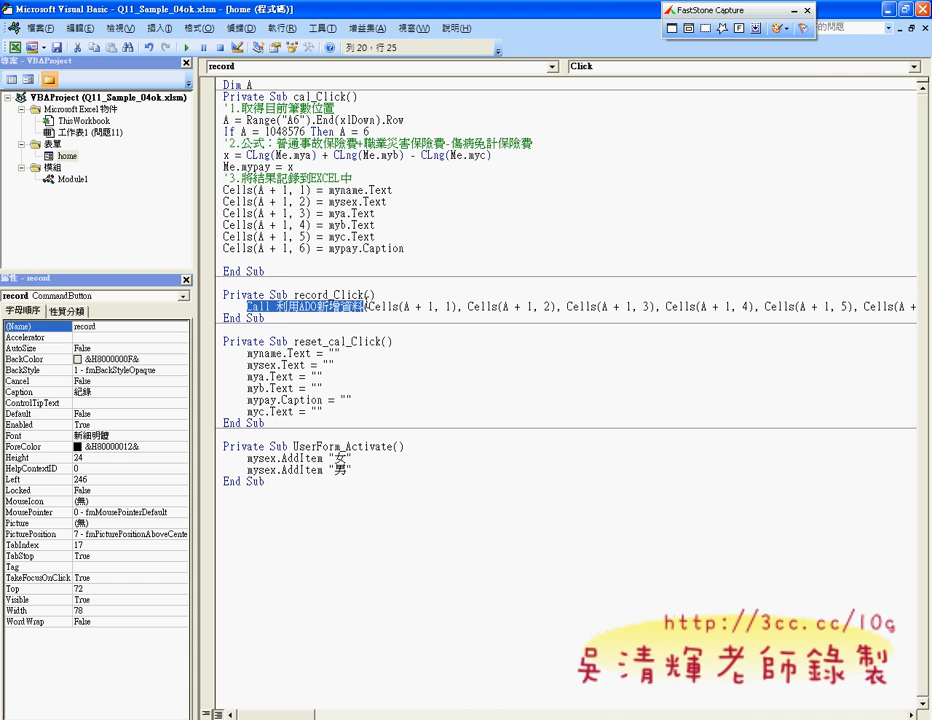 Microsoft Visual Basic - Q11_Sample_04ok.xlsm - [home (程式碼)]
FastStone Capture
檔案(F) 編輯(E) 檢視(V) 插入(I) 格式(O) 偵錯(D) 執行(R) 工具(T) 增益集(A) 視窗(W) 說明(H)
的問題
列 20，行 25
專案 - VBAProject
VBAProject (Q11_Sample_04ok.xlsm)
Microsoft Excel 物件
ThisWorkbook
工作表1 (問題11)
表單
home
模組
Module1
屬性 - record
record CommandButton
字母順序 性質分類
(Name) record
Accelerator
AutoSize False
BackColor &H8000000F&
BackStyle 1 - fmBackStyleOpaque
Cancel False
Caption 紀錄
ControlTipText
Default False
Enabled True
Font 新細明體
ForeColor &H80000012&
Height 24
HelpContextID 0
Left 246
Locked False
MouseIcon (無)
MousePointer 0 - fmMousePointerDefault
Picture (無)
PicturePosition 7 - fmPicturePositionAboveCente
TabIndex 17
TabStop True
Tag
TakeFocusOnClick True
Top 72
Visible True
Width 78
WordWrap False
record Click
Dim A
Private Sub cal_Click()
'1.取得目前筆數位置
A = Range("A6").End(xlDown).Row
If A = 1048576 Then A = 6
'2.公式：普通事故保險費+職業災害保險費-傷病免計保險費
x = CLng(Me.mya) + CLng(Me.myb) - CLng(Me.myc)
Me.mypay = x
'3.將結果記錄到EXCEL中
Cells(A + 1, 1) = myname.Text
Cells(A + 1, 2) = mysex.Text
Cells(A + 1, 3) = mya.Text
Cells(A + 1, 4) = myb.Text
Cells(A + 1, 5) = myc.Text
Cells(A + 1, 6) = mypay.Caption
End Sub
Private Sub record_Click()
Call 利用ADO新增資料(Cells(A + 1, 1), Cells(A + 1, 2), Cells(A + 1, 3), Cells(A + 1, 4), Cells(A + 1, 5), Cells(A +
End Sub
Private Sub reset_cal_Click()
myname.Text = ""
mysex.Text = ""
mya.Text = ""
myb.Text = ""
mypay.Caption = ""
myc.Text = ""
End Sub
Private Sub UserForm_Activate()
mysex.AddItem "女"
mysex.AddItem "男"
End Sub
http://3cc.cc/10g
吳清輝老師錄製